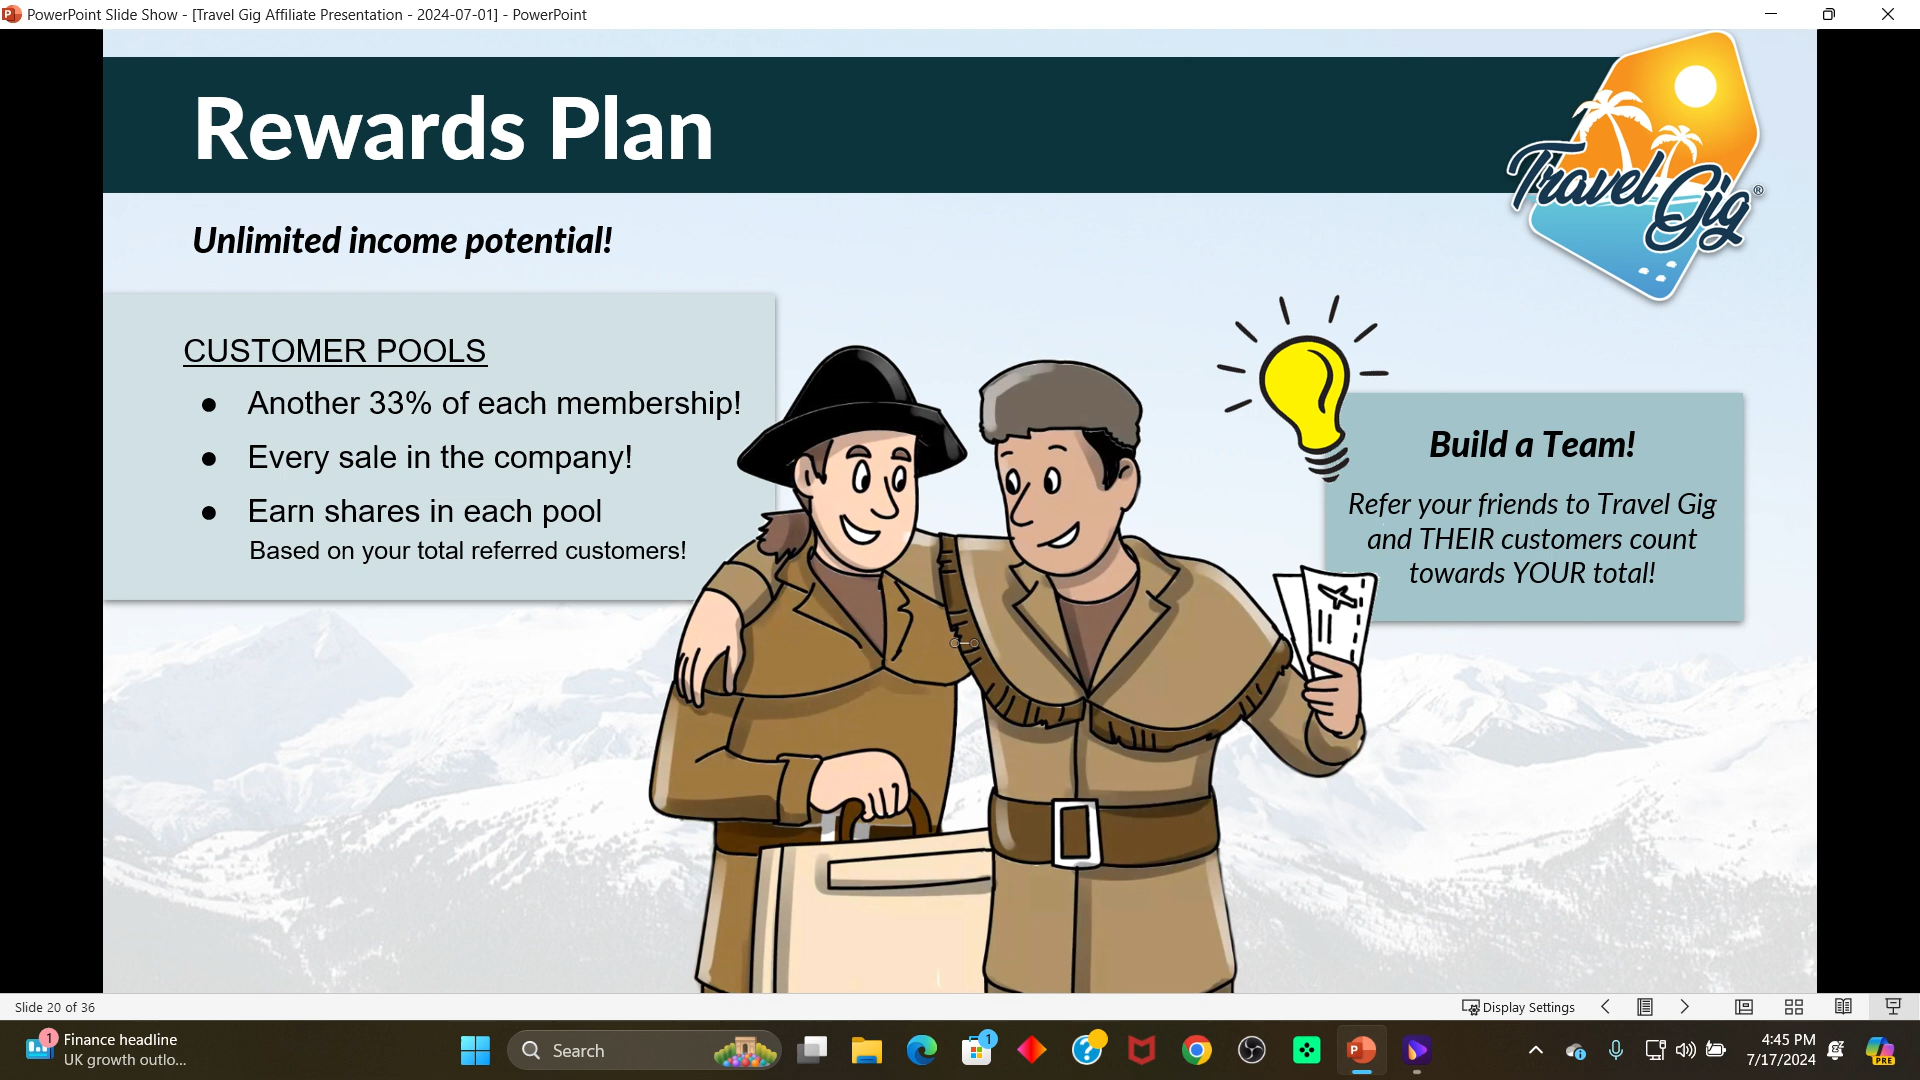 PowerPoint Slide Show - [Travel Gig Affiliate Presentation - 2024-07-01] - PowerPoint
Rewards Plan
Travel Gig®
Unlimited income potential!
CUSTOMER POOLS
● Another 33% of each membership!
● Every sale in the company!
● Earn shares in each pool
Based on your total referred customers!
Build a Team!
Refer your friends to Travel Gig
and THEIR customers count
towards YOUR total!
Slide 20 of 36
Display Settings
1
Finance headline
UK growth outlo...
Search
1
4:45 PM
7/17/2024
PRE